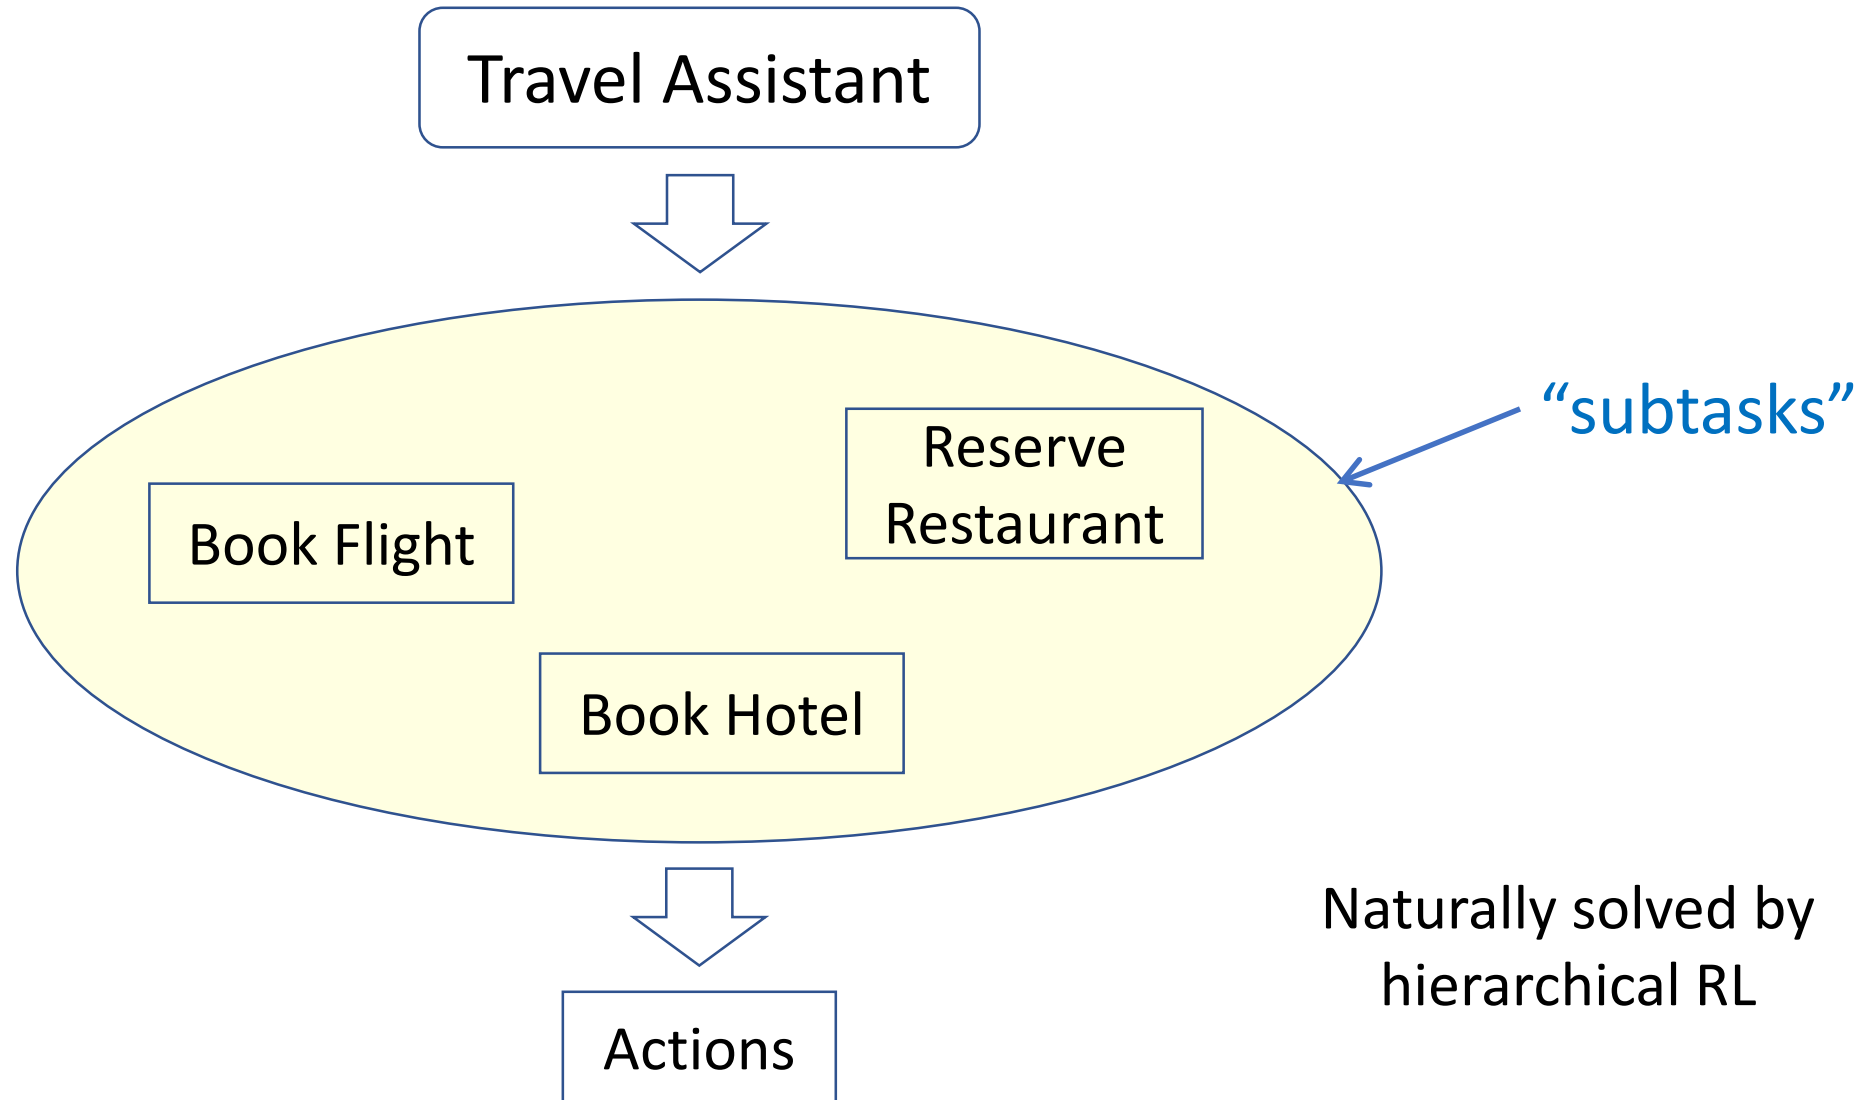 Travel Assistant
“subtasks”
Reserve
Restaurant
Book Flight
Book Hotel
Naturally solved by
hierarchical RL
Actions